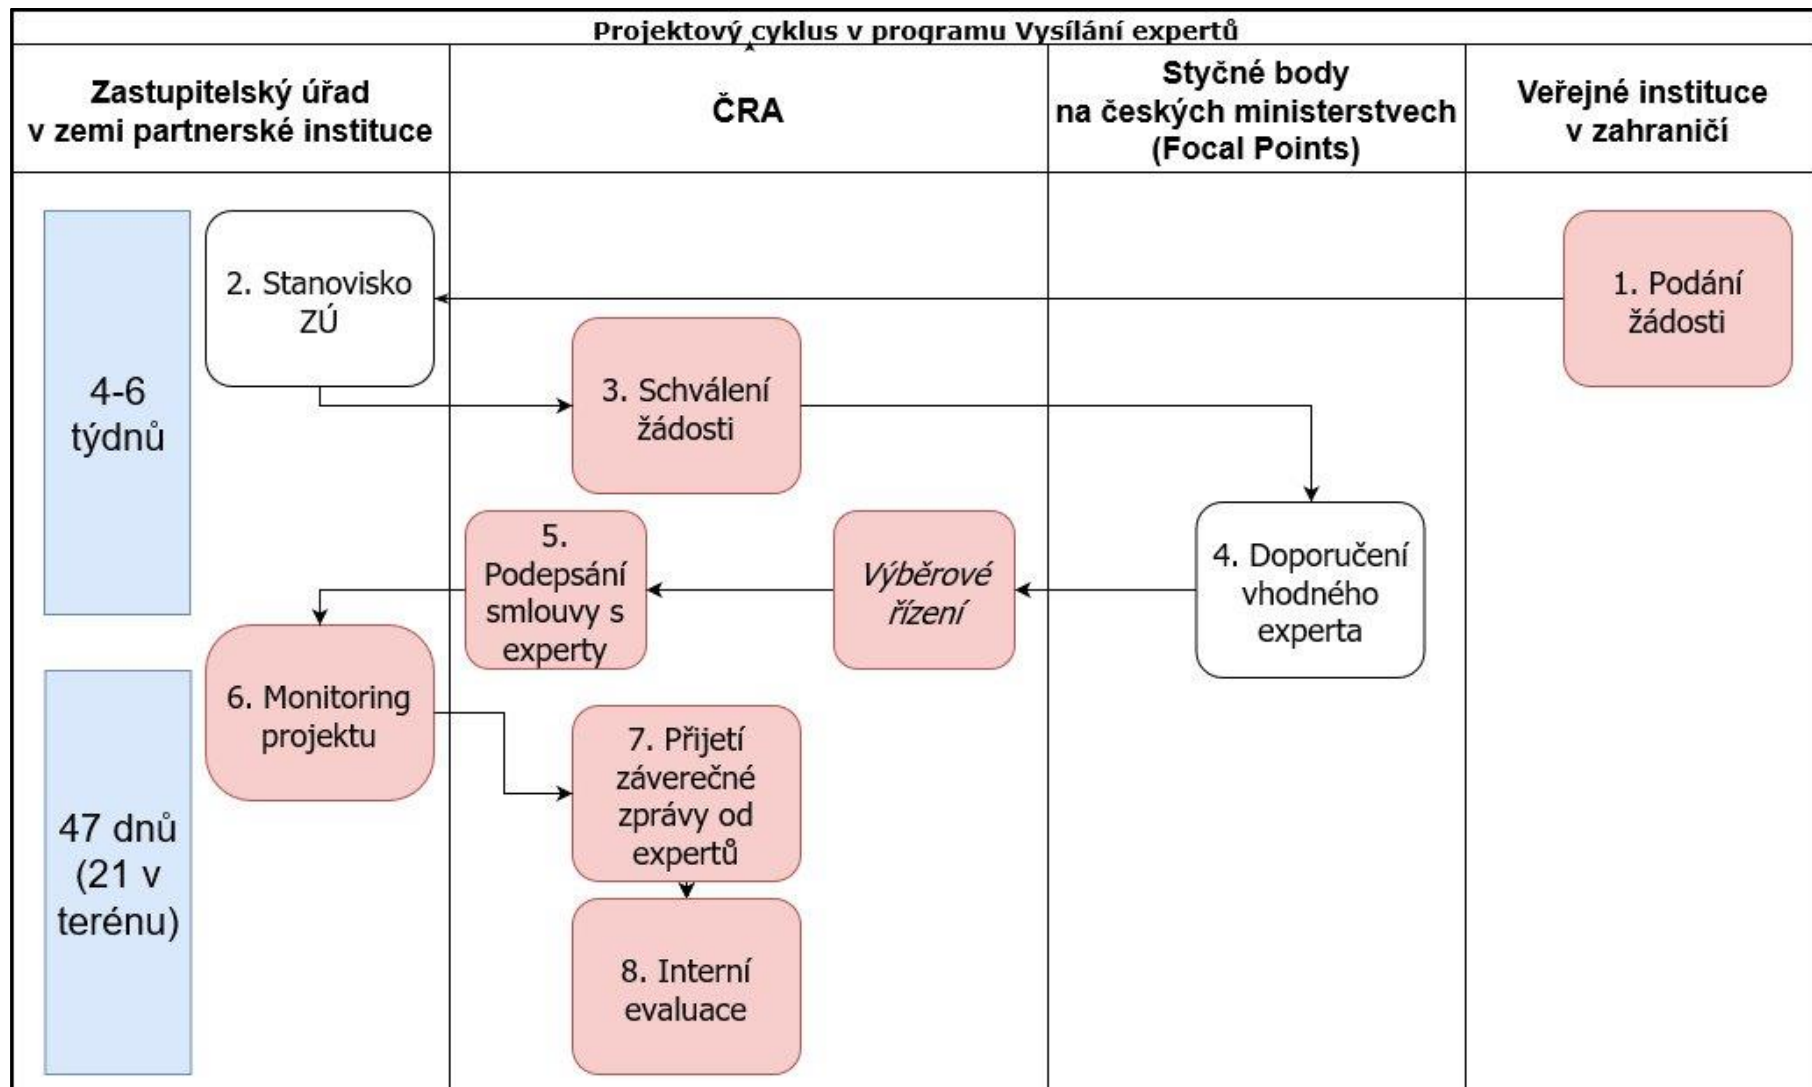 Projektový cyklus v programu Vysílání expertů
Zastupitelský úřad
v zemi partnerské instituce
ČRA
Styčné body
na českých ministerstvech
(Focal Points)
Veřejné instituce
v zahraničí
4-6
týdnů
2. Stanovisko
ZÚ
1. Podání
žádosti
3. Schválení
žádosti
5.
Podepsání
smlouvy s
experty
Výběrové
řízení
4. Doporučení
vhodného
experta
47 dnů
(21 v
terénu)
6. Monitoring
projektu
7. Přijetí
záverečné
zprávy od
expertů
8. Interní
evaluace